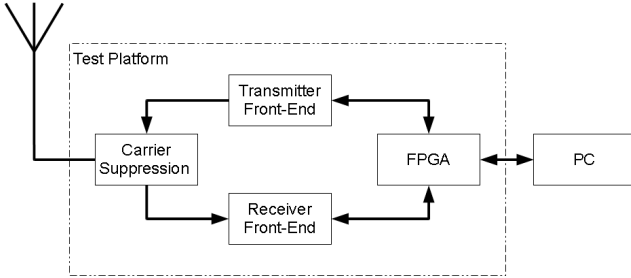 Test Platform
Transmitter
Front-End
Carrier
Suppression
FPGA
PC
Receiver
Front-End